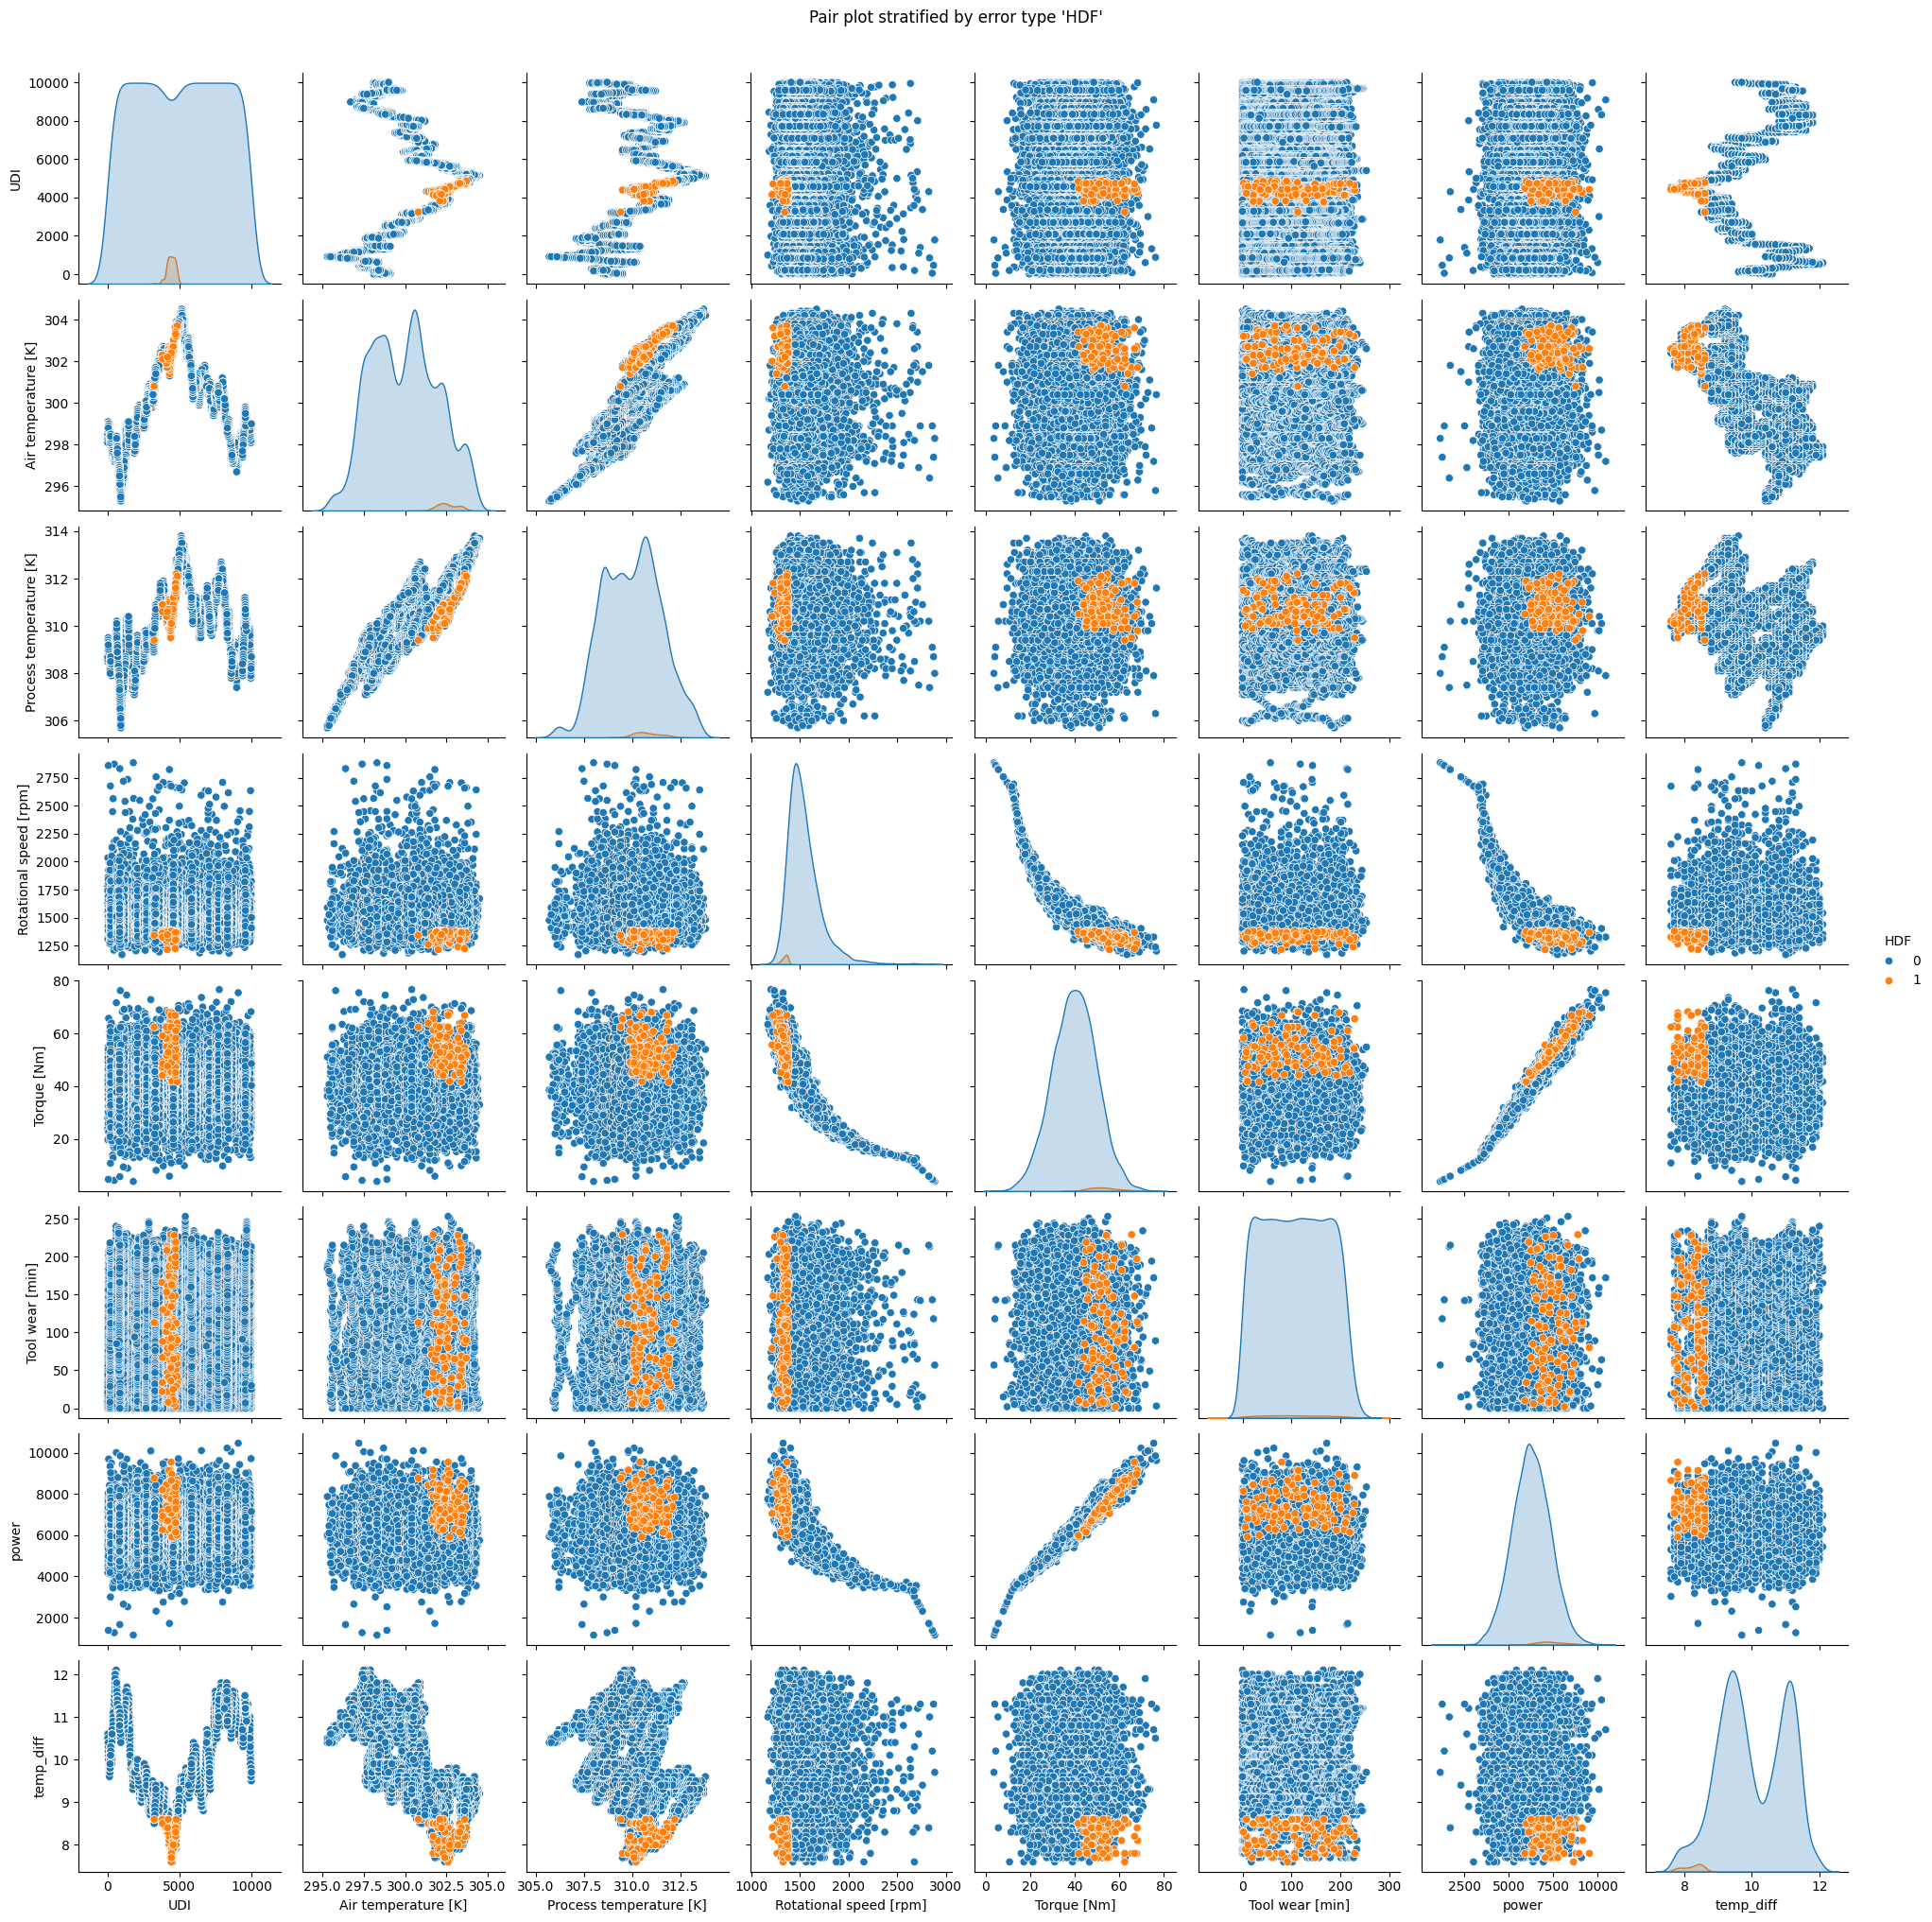 Pair plot stratified by error type 'HDF'
UDI
10000
8000
6000
4000
2000
0
Air temperature [K]
304
302
300
298
296
Process temperature [K]
314
312
310
308
306
Rotational speed [rpm]
2750
2500
2250
2000
1750
1500
1250
HDF
0
1
Torque [Nm]
80
60
40
20
Tool wear [min]
250
200
150
100
50
0
power
10000
8000
6000
4000
2000
temp_diff
12
11
10
9
8
0 5000 10000
295.0 297.5 300.0 302.5 305.0
305.0 307.5 310.0 312.5
1000 1500 2000 2500 3000
0 20 40 60 80
0 100 200 300
2500 5000 7500 10000
8 10 12
UDI
Air temperature [K]
Process temperature [K]
Rotational speed [rpm]
Torque [Nm]
Tool wear [min]
power
temp_diff